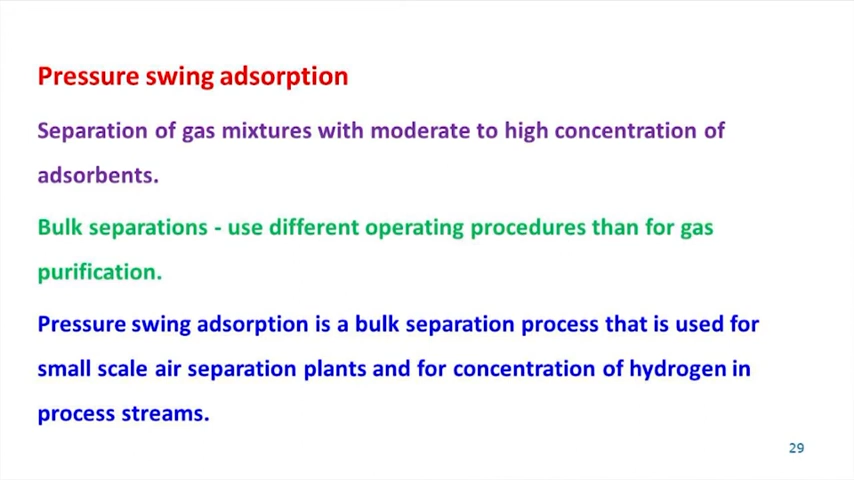 Pressure swing adsorption
Separation of gas mixtures with moderate to high concentration of
adsorbents.
Bulk separations - use different operating procedures than for gas
purification.
Pressure swing adsorption is a bulk separation process that is used for
small scale air separation plants and for concentration of hydrogen in
process streams.
29